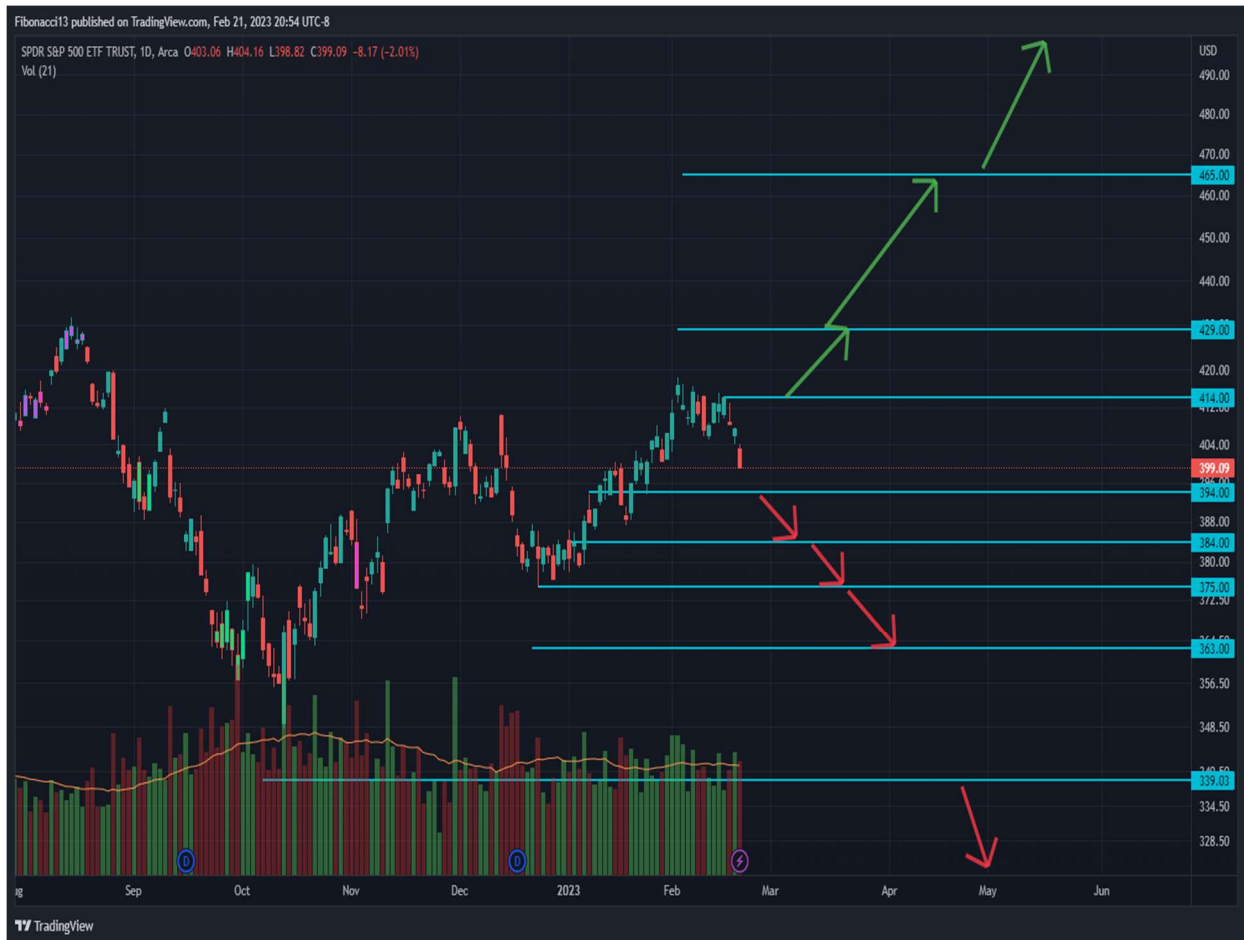 Fibonacci13 published on TradingView.com, Feb 21, 2023 20:54 UTC-8
SPDR S&P 500 ETF TRUST, 1D, Arca O403.06 H404.16 L398.82 C399.09 −8.17 (−2.01%)
Vol (21)
USD
490.00
480.00
470.00
465.00
460.00
450.00
440.00
429.00
420.00
414.00
412.00
404.00
399.09
394.00
388.00
384.00
380.00
375.00
372.50
363.00
356.50
348.50
339.03
334.50
328.50
D
D
Sep
Oct
Nov
Dec
2023
Feb
Mar
Apr
May
Jun
TradingView